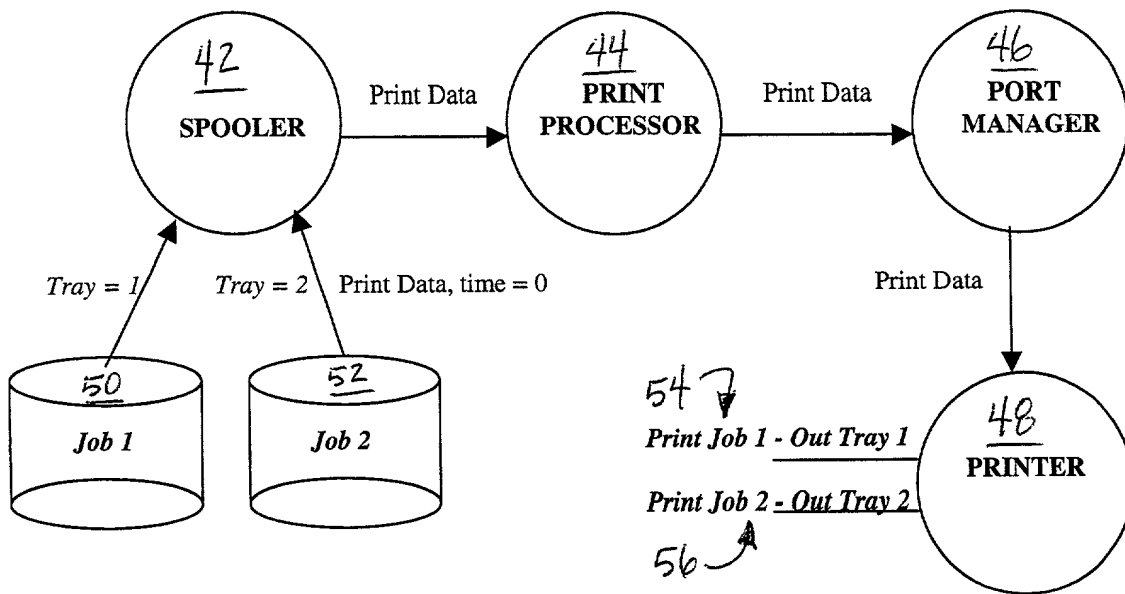 42
SPOOLER
Print Data
44
PRINT
PROCESSOR
Print Data
46
PORT
MANAGER
Tray = 1
Tray = 2
Print Data, time = 0
Print Data
50
Job 1
52
Job 2
54
Print Job 1 - Out Tray 1
Print Job 2 - Out Tray 2
56
48
PRINTER